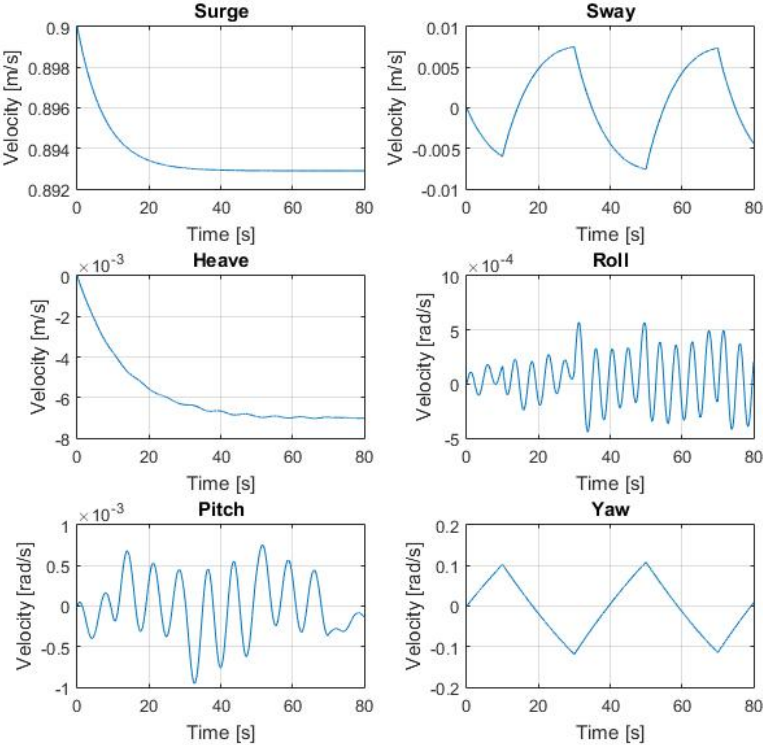 Surge
Velocity [m/s]
0.9
0.898
0.896
0.894
0.892
0 20 40 60 80
Time [s]
Sway
Velocity [m/s]
0.01
0.005
0
-0.005
-0.01
0 20 40 60 80
Time [s]
Heave
×10-3
Velocity [m/s]
0
-2
-4
-6
-8
0 20 40 60 80
Time [s]
Roll
×10-4
Velocity [rad/s]
10
5
0
-5
0 20 40 60 80
Time [s]
Pitch
×10-3
Velocity [rad/s]
1
0.5
0
-0.5
-1
0 20 40 60 80
Time [s]
Yaw
Velocity [rad/s]
0.2
0.1
0
-0.1
-0.2
0 20 40 60 80
Time [s]